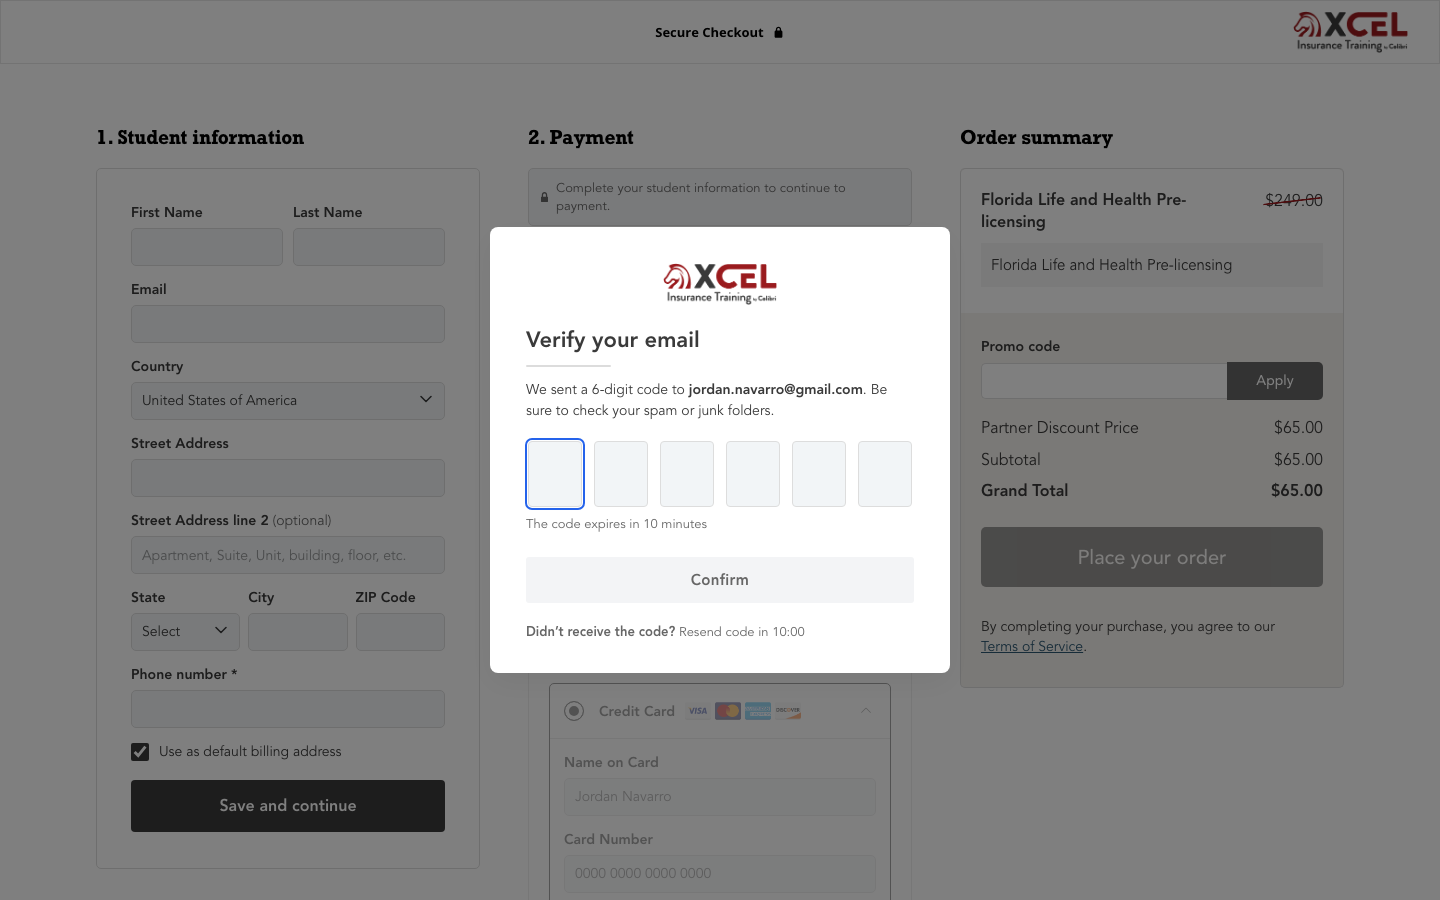 Secure Checkout
XCEL
Insurance Training by Calibri
1. Student information
First Name
Last Name
Email
Country
United States of America
Street Address
Street Address line 2 (optional)
Apartment, Suite, Unit, building, floor, etc.
State
City
ZIP Code
Select
Phone number *
Use as default billing address
Save and continue
2. Payment
Complete your student information to continue to
payment.
XCEL
Insurance Training by Calibri
Verify your email
We sent a 6-digit code to jordan.navarro@gmail.com. Be
sure to check your spam or junk folders.
The code expires in 10 minutes
Confirm
Didn’t receive the code? Resend code in 10:00
Credit Card
VISA
DISCOVER
Name on Card
Jordan Navarro
Card Number
0000 0000 0000 0000
Order summary
Florida Life and Health Pre-
licensing
$249.00
Florida Life and Health Pre-licensing
Promo code
Apply
Partner Discount Price $65.00
Subtotal $65.00
Grand Total $65.00
Place your order
By completing your purchase, you agree to our
Terms of Service.